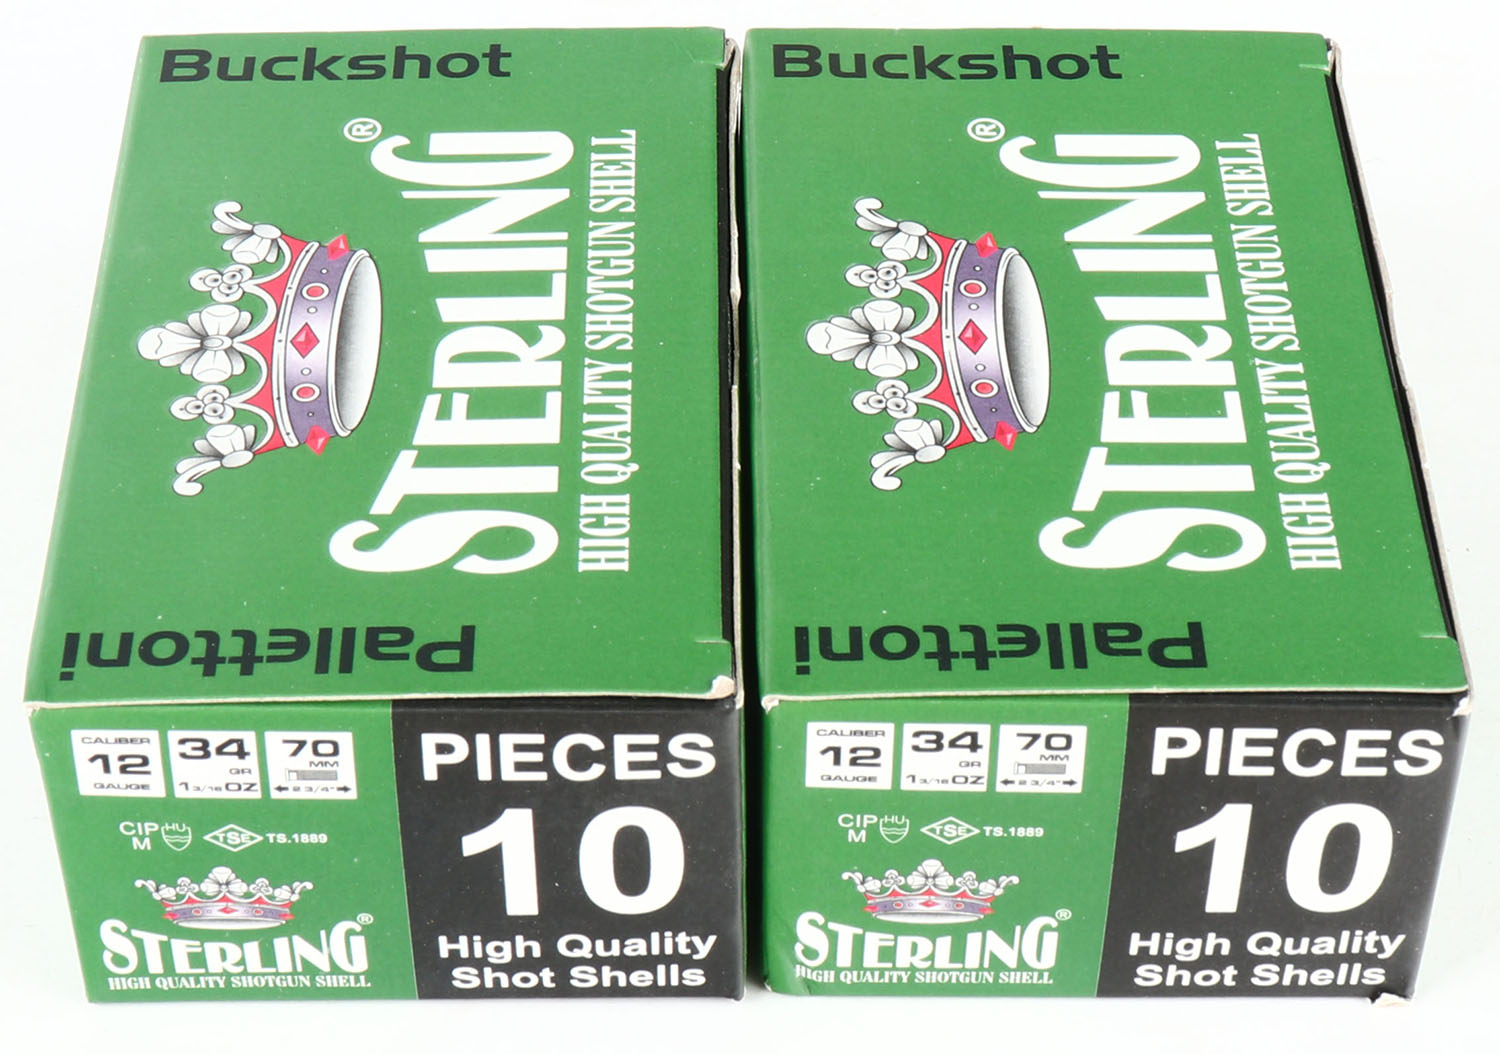 Buckshot
STERLING®
HIGH QUALITY SHOTGUN SHELL
Pallettoni
CALIBER
12
GAUGE
34
GR
1 3/16 OZ
70
MM
2 3/4"
CIP
M
HU
TSE
TS.1889
STERLING®
HIGH QUALITY SHOTGUN SHELL
PIECES
10
High Quality
Shot Shells
Buckshot
STERLING®
HIGH QUALITY SHOTGUN SHELL
Pallettoni
CALIBER
12
GAUGE
34
GR
1 3/16 OZ
70
MM
2 3/4"
CIP
M
HU
TSE
TS.1889
STERLING®
HIGH QUALITY SHOTGUN SHELL
PIECES
10
High Quality
Shot Shells